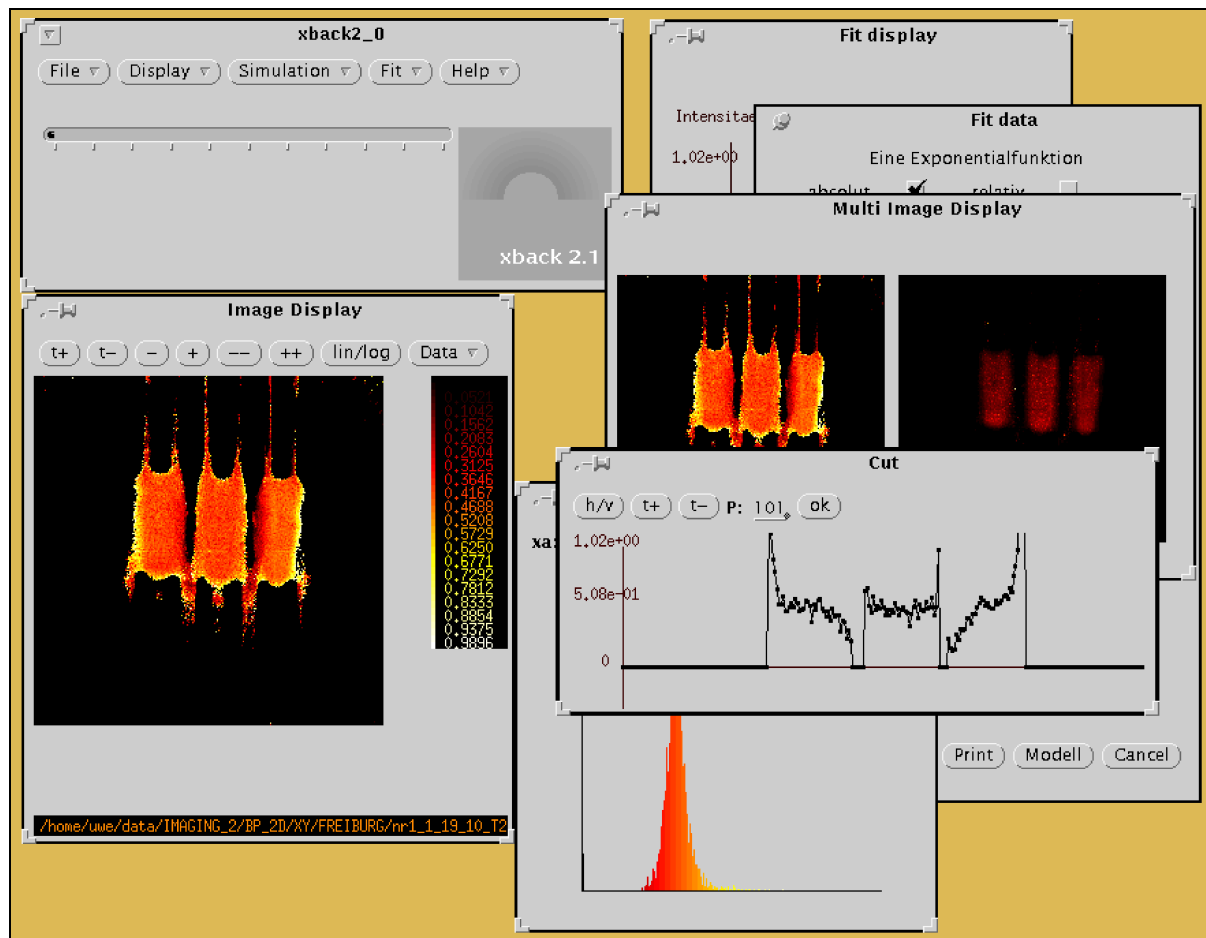 xback2_0
File Display Simulation Fit Help
xback 2.1
Fit display
Intensitae
1.02e+00
Fit data
Eine Exponentialfunktion
absolut relativ
Multi Image Display
Image Display
t+ t- - + -- ++ lin/log Data
0.0521
0.1042
0.1562
0.2083
0.2604
0.3125
0.3646
0.4167
0.4688
0.5208
0.5729
0.6250
0.6771
0.7292
0.7812
0.8333
0.8854
0.9375
0.9896
/home/uwe/data/IMAGING_2/BP_2D/XY/FREIBURG/nr1_1_19_10_T2
Cut
h/v t+ t- P: 101 ok
1.02e+00
5.08e-01
0
xa:
Print Modell Cancel